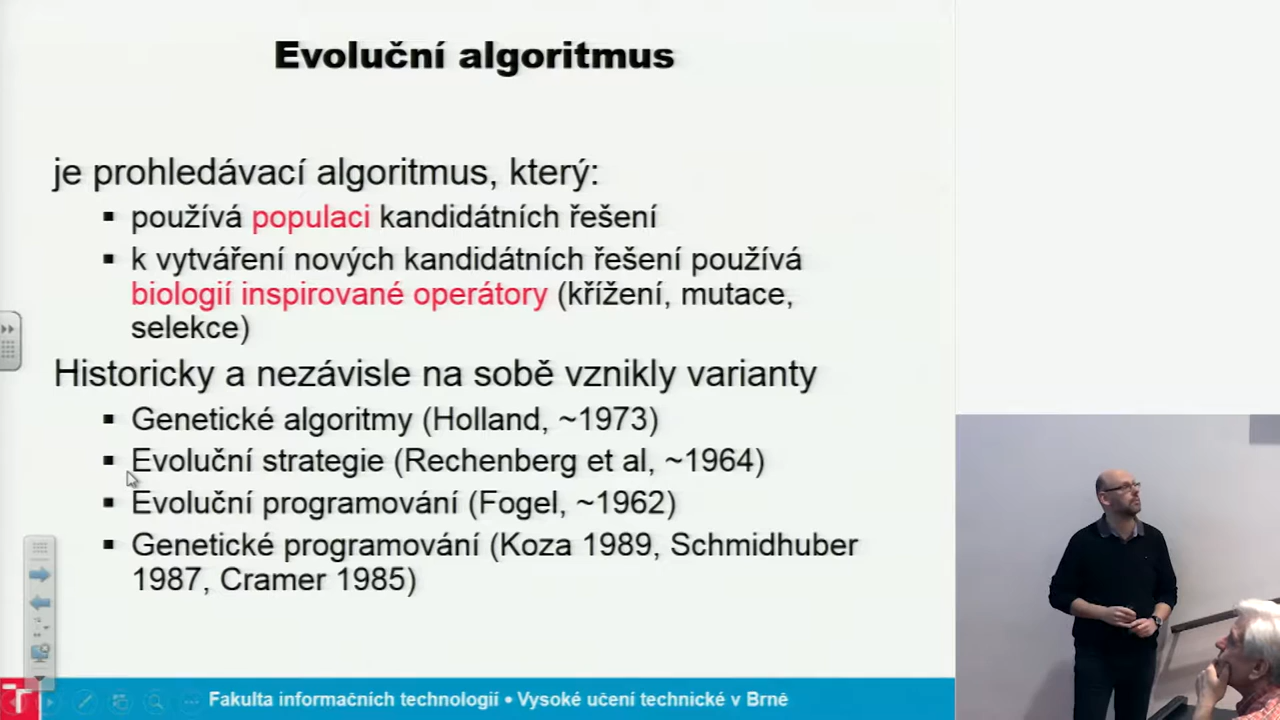 Evoluční algoritmus
je prohledávací algoritmus, který:
▪ používá populaci kandidátních řešení
▪ k vytváření nových kandidátních řešení používá
biologií inspirované operátory (křížení, mutace,
selekce)
Historicky a nezávisle na sobě vznikly varianty
▪ Genetické algoritmy (Holland, ~1973)
▪ Evoluční strategie (Rechenberg et al, ~1964)
▪ Evoluční programování (Fogel, ~1962)
▪ Genetické programování (Koza 1989, Schmidhuber
1987, Cramer 1985)
Fakulta informačních technologií • Vysoké učení technické v Brně